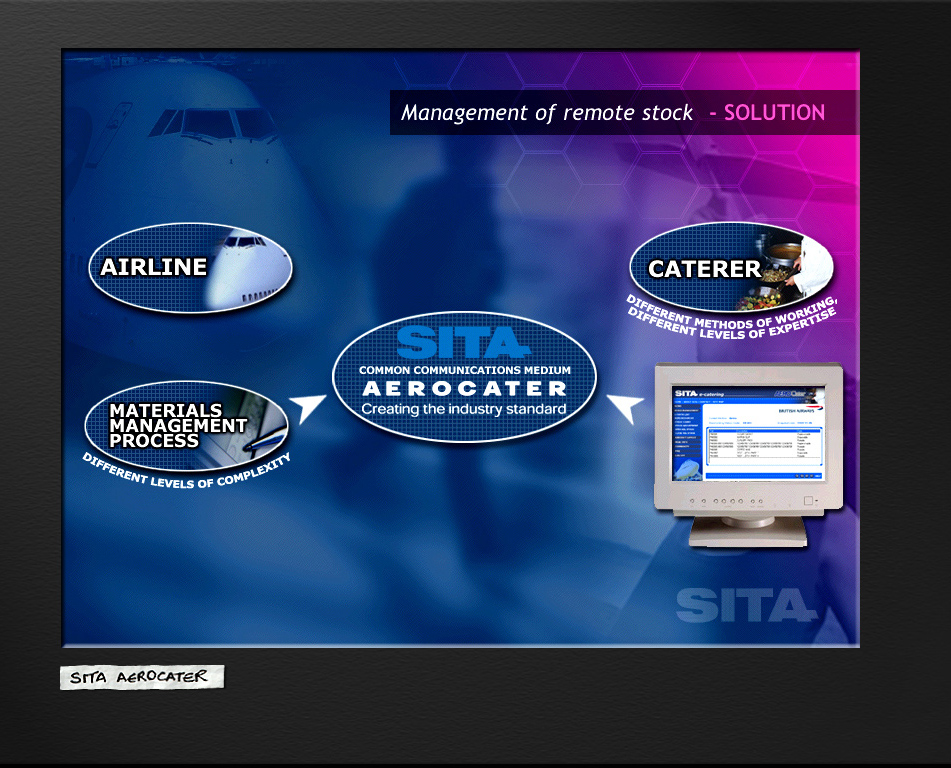 Management of remote stock - SOLUTION
AIRLINE
CATERER
DIFFERENT METHODS OF WORKING,
DIFFERENT LEVELS OF EXPERTISE
SITA
COMMON COMMUNICATIONS MEDIUM
AEROCATER
Creating the industry standard
MATERIALS
MANAGEMENT
PROCESS
DIFFERENT LEVELS OF COMPLEXITY
SITA e-catering
BRITISH AIRWAYS
SITA
SITA AEROCATER